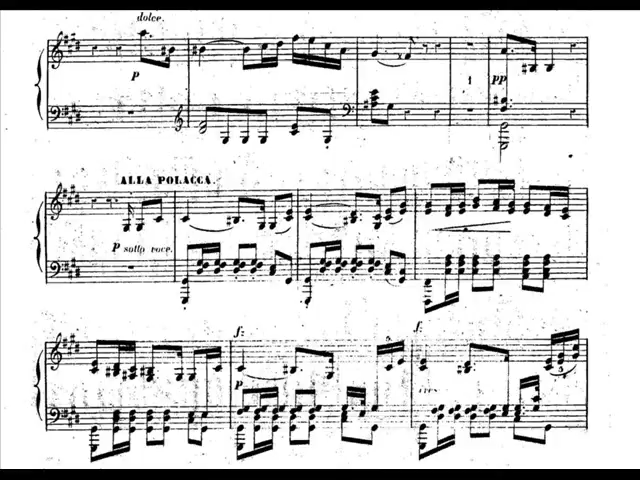 dolce.
p
1
pp
ALLA POLACCA.
p sotto voce.
f.
f.
p
cres